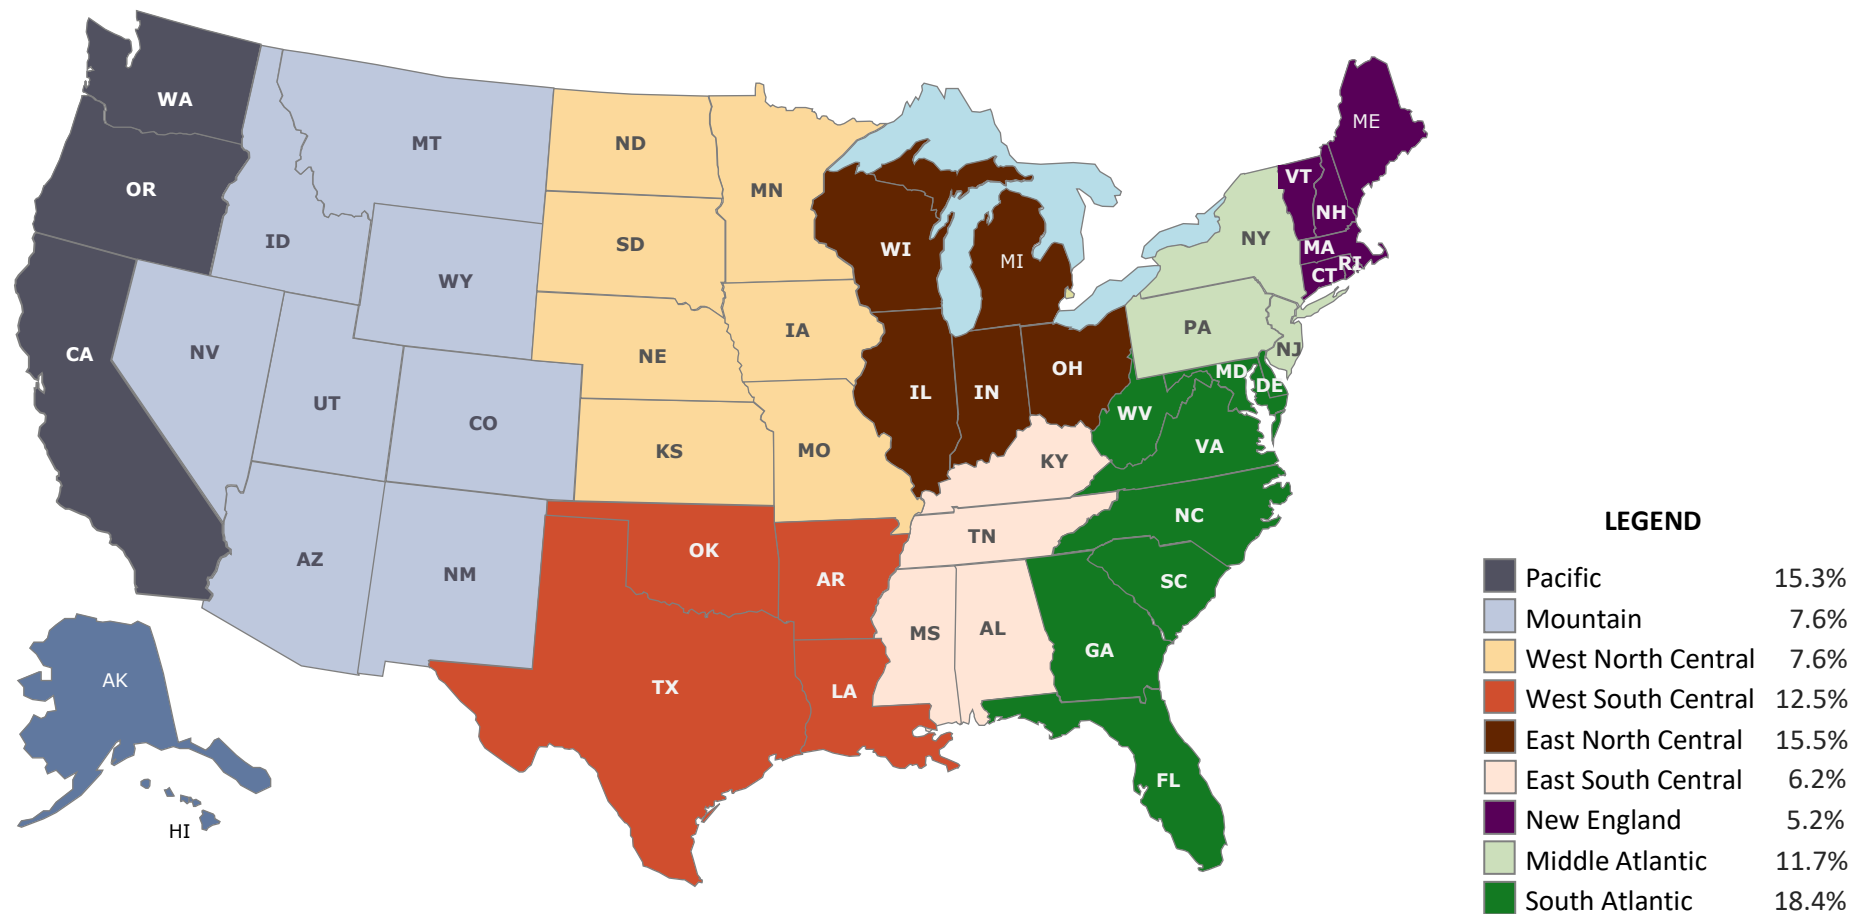 WA
OR
CA
ID
MT
WY
NV
UT
CO
AZ
NM
ND
SD
NE
KS
MN
IA
MO
OK
AR
TX
LA
WI
MI
IL
IN
OH
KY
TN
MS
AL
ME
VT
NH
MA
RI
CT
NY
PA
NJ
MD
DE
WV
VA
NC
SC
GA
FL
AK
HI
LEGEND
Pacific 15.3%
Mountain 7.6%
West North Central 7.6%
West South Central 12.5%
East North Central 15.5%
East South Central 6.2%
New England 5.2%
Middle Atlantic 11.7%
South Atlantic 18.4%